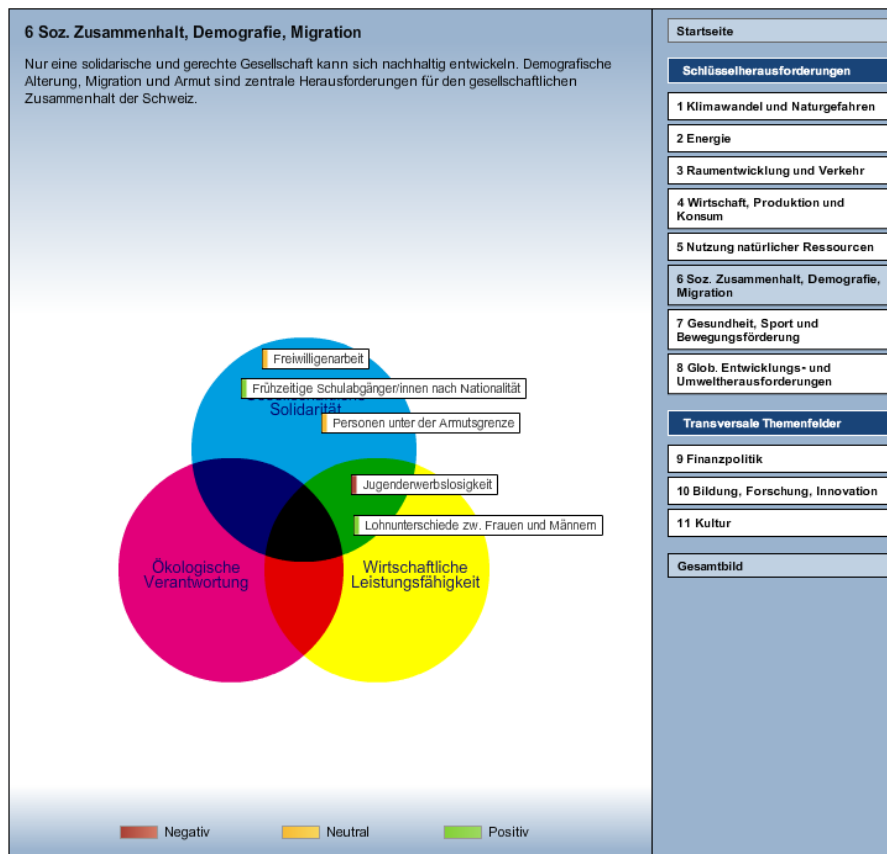 6 Soz. Zusammenhalt, Demografie, Migration
Nur eine solidarische und gerechte Gesellschaft kann sich nachhaltig entwickeln. Demografische
Alterung, Migration und Armut sind zentrale Herausforderungen für den gesellschaftlichen
Zusammenhalt der Schweiz.
Freiwilligenarbeit
Frühzeitige Schulabgänger/innen nach Nationalität
Solidarität
Personen unter der Armutsgrenze
Jugenderwerbslosigkeit
Lohnunterschiede zw. Frauen und Männern
Ökologische
Verantwortung
Wirtschaftliche
Leistungsfähigkeit
Negativ
Neutral
Positiv
Startseite
Schlüsselherausforderungen
1 Klimawandel und Naturgefahren
2 Energie
3 Raumentwicklung und Verkehr
4 Wirtschaft, Produktion und
Konsum
5 Nutzung natürlicher Ressourcen
6 Soz. Zusammenhalt, Demografie,
Migration
7 Gesundheit, Sport und
Bewegungsförderung
8 Glob. Entwicklungs- und
Umweltherausforderungen
Transversale Themenfelder
9 Finanzpolitik
10 Bildung, Forschung, Innovation
11 Kultur
Gesamtbild